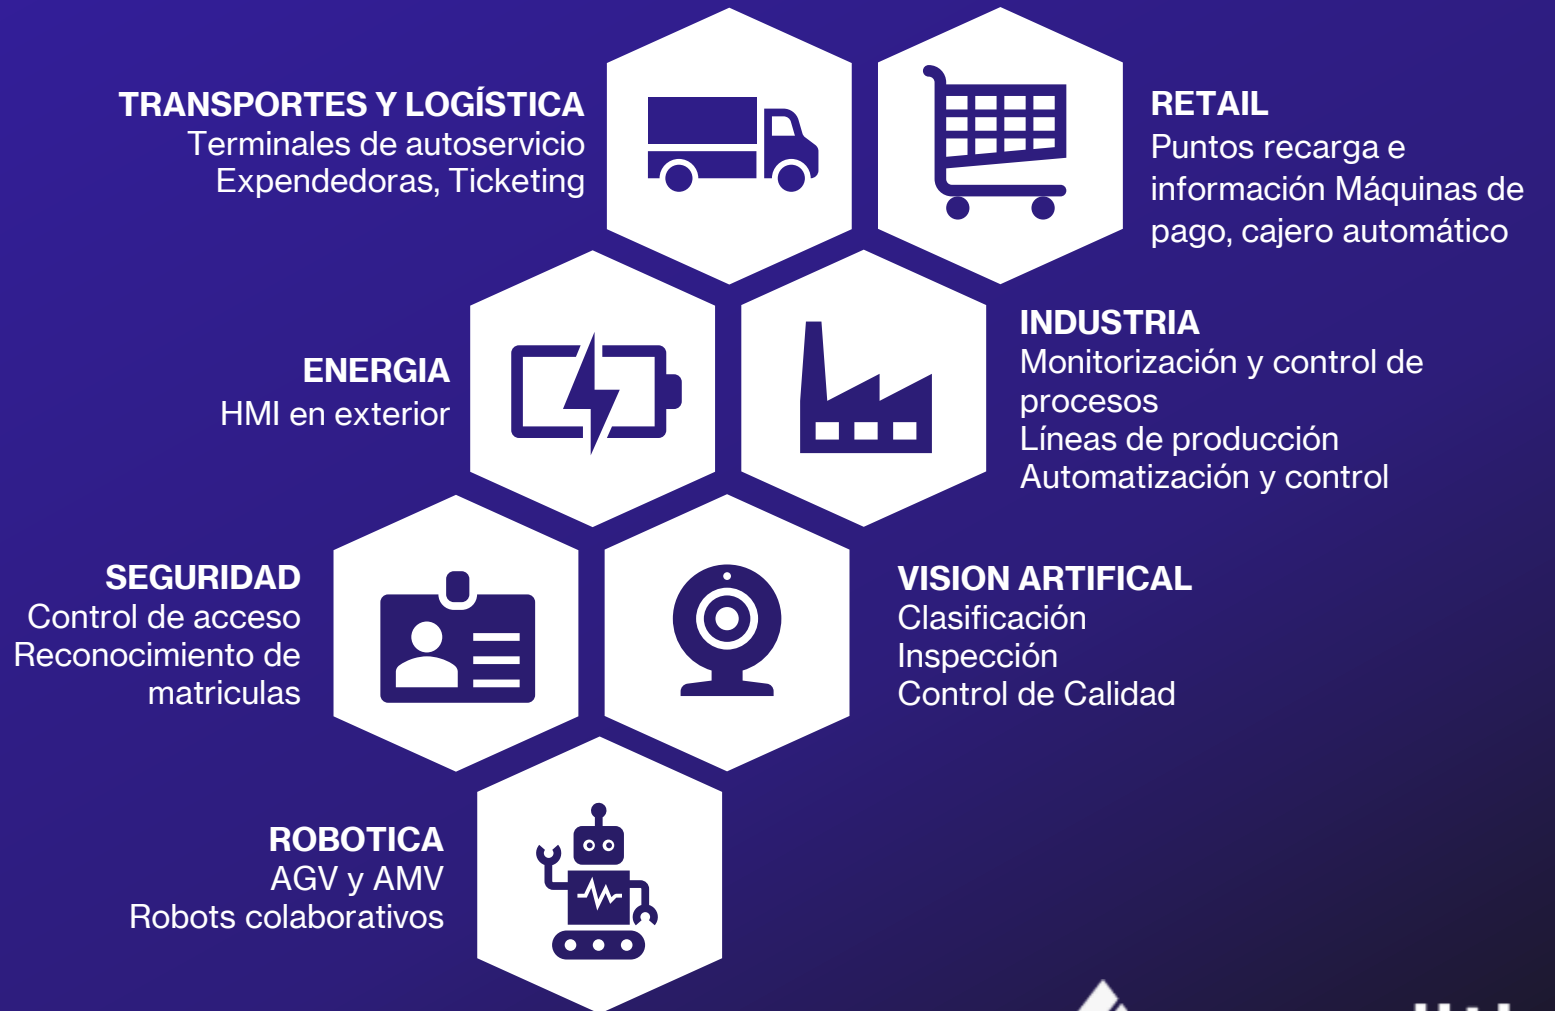 TRANSPORTES Y LOGÍSTICA
Terminales de autoservicio
Expendedoras, Ticketing
RETAIL
Puntos recarga e
información Máquinas de
pago, cajero automático
ENERGIA
HMI en exterior
INDUSTRIA
Monitorización y control de
procesos
Líneas de producción
Automatización y control
SEGURIDAD
Control de acceso
Reconocimiento de
matriculas
VISION ARTIFICAL
Clasificación
Inspección
Control de Calidad
ROBOTICA
AGV y AMV
Robots colaborativos